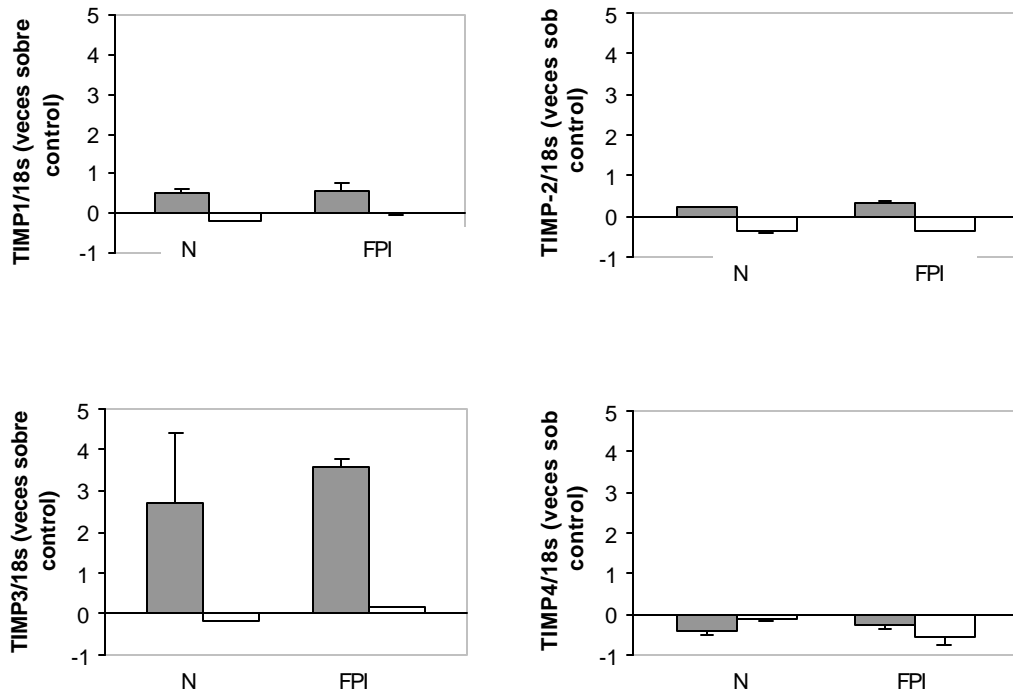 TIMP1/18s (veces sobre
control)
5
4
3
2
1
0
-1
N FPI
TIMP-2/18s (veces sob
control)
5
4
3
2
1
0
-1
N FPI
TIMP3/18s (veces sobre
control)
5
4
3
2
1
0
-1
N FPI
TIMP4/18s (veces sob
control)
5
4
3
2
1
0
-1
N FPI